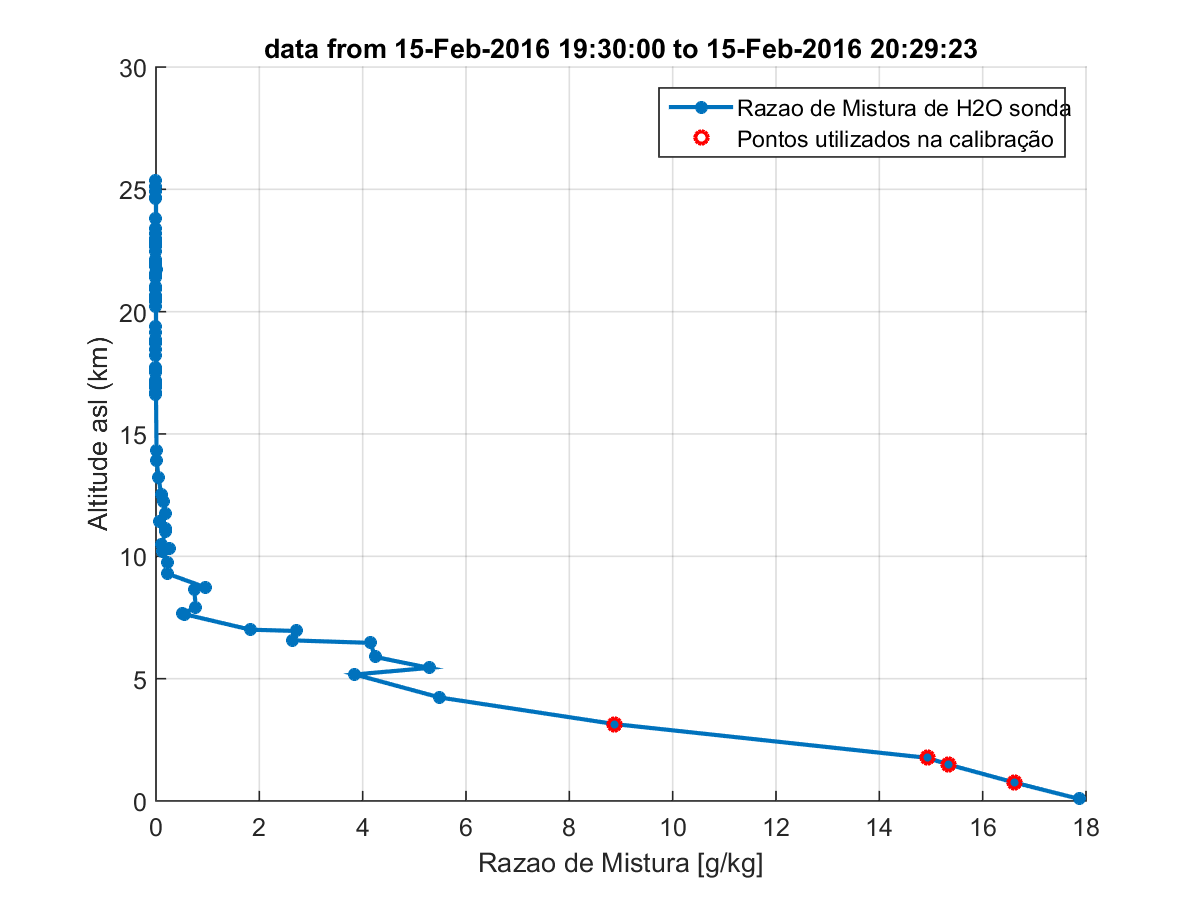 data from 15-Feb-2016 19:30:00 to 15-Feb-2016 20:29:23
Razao de Mistura de H2O sonda
Pontos utilizados na calibração
30
25
20
15
10
5
0
Altitude asl (km)
0 2 4 6 8 10 12 14 16 18
Razao de Mistura [g/kg]